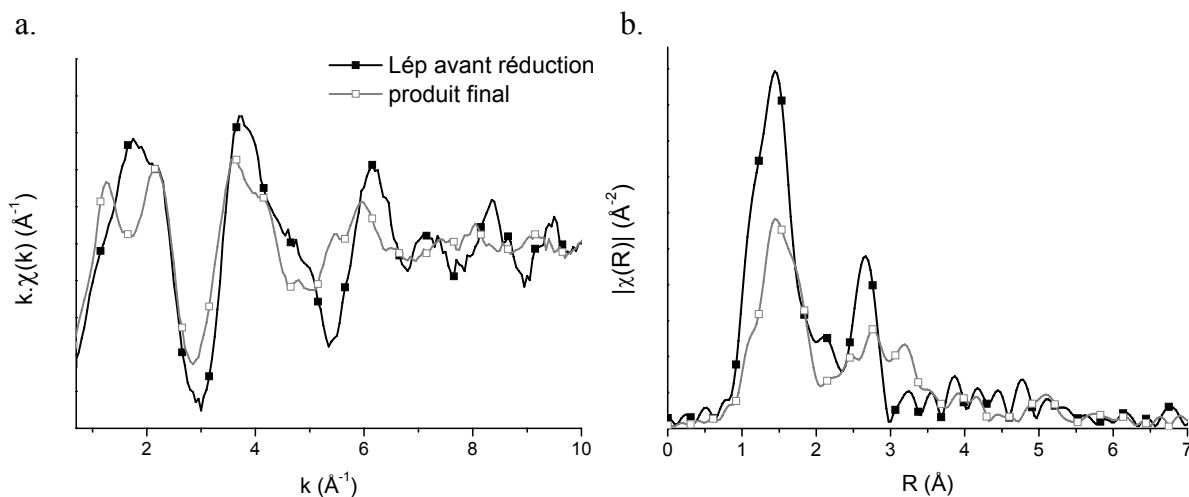 a.
b.
Lép avant réduction
produit final
k.χ(k) (Å⁻¹)
2 4 6 8 10
k (Å⁻¹)
|χ(R)| (Å⁻²)
0 1 2 3 4 5 6 7
R (Å)